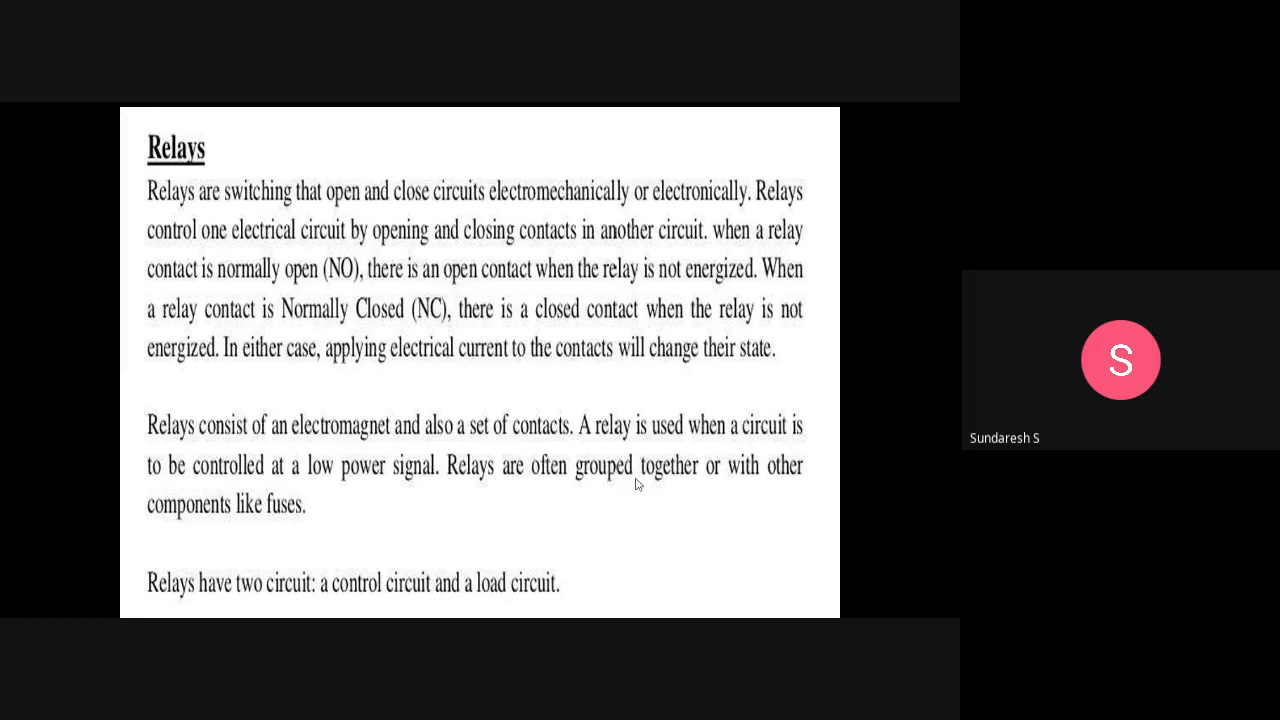 Relays
Relays are switching that open and close circuits electromechanically or electronically. Relays
control one electrical circuit by opening and closing contacts in another circuit. when a relay
contact is normally open (NO), there is an open contact when the relay is not energized. When
a relay contact is Normally Closed (NC), there is a closed contact when the relay is not
energized. In either case, applying electrical current to the contacts will change their state.
Relays consist of an electromagnet and also a set of contacts. A relay is used when a circuit is
to be controlled at a low power signal. Relays are often grouped together or with other
components like fuses.
Relays have two circuit: a control circuit and a load circuit.
S
Sundaresh S